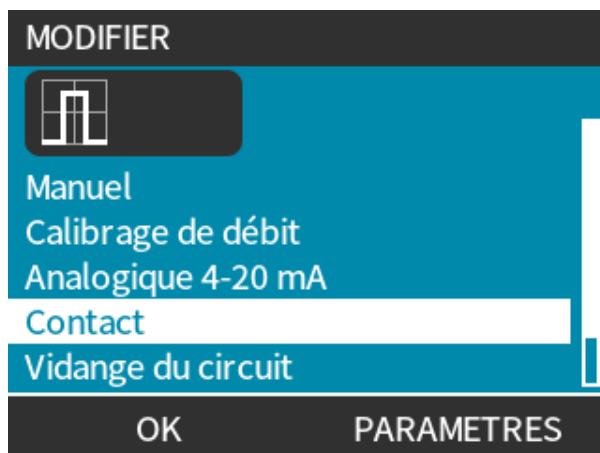 MODIFIER
Manuel
Calibrage de débit
Analogique 4-20 mA
Contact
Vidange du circuit
OK PARAMETRES